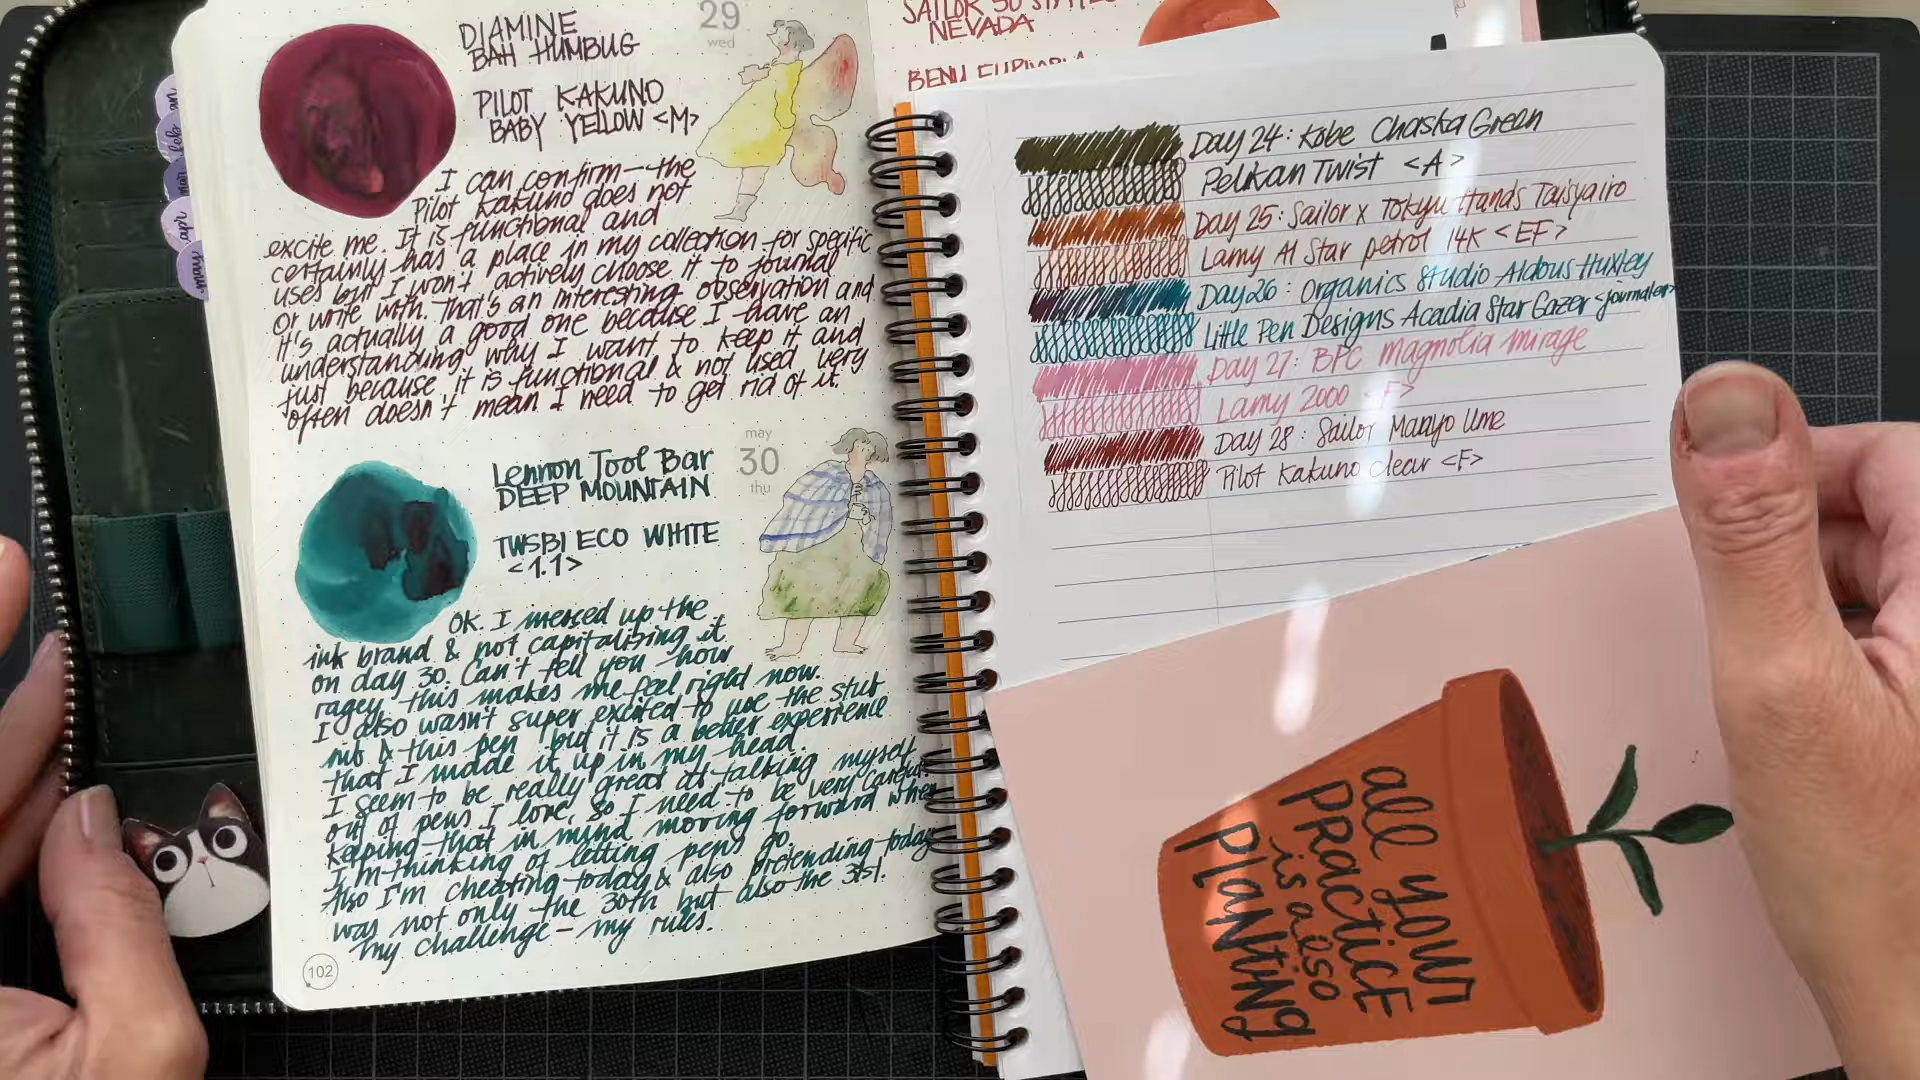 DIAMINE
BAH HUMBUG
PILOT KAKUNO
BABY YELLOW <M>
29
wed
I can confirm—the
Pilot Kakuno does not
excite me. It is functional and
certainly has a place in my collection for specific
uses but I won't actively choose it to journal
or write with. That's an interesting observation and
it's actually a good one because I have an
understanding why I want to keep it and
just because it is functional & not used very
often doesn't mean I need to get rid of it.
Lennon Tool Bar
DEEP MOUNTAIN
TWSBI ECO WHITE
<1.1>
may
30
thu
OK. I messed up the
ink brand & not capitalizing it
on day 30. Can't tell you how
ragey this makes me feel right now.
I also wasn't super excited to use the stub
nib & this pen but it is a better experience
that I made it up in my head.
I seem to be really great at talking myself
out of pens I love, so I need to be very careful
keeping that in mind moving forward when
I'm thinking of letting pens go.
Also I'm cheating today & also pretending today
was not only the 30th but also the 31st.
My challenge – my rules.
102
jan
feb
mar
apr
may
SAILOR 50 STATES
NEVADA
BENU EUPHORIA
Day 24: Kobe Chaska Green
Pelikan Twist <A>
Day 25: Sailor x Tokyu Hands Taisyairo
Lamy Al Star petrol 14K <EF>
Day 26: Organics Studio Aldous Huxley
Little Pen Designs Acadia Star Gazer <journaler>
Day 27: BPC Magnolia Mirage
Lamy 2000 <F>
Day 28: Sailor Manyo Ume
Pilot Kakuno clear <F>
all your
PRACTICE
is also
PLANTING